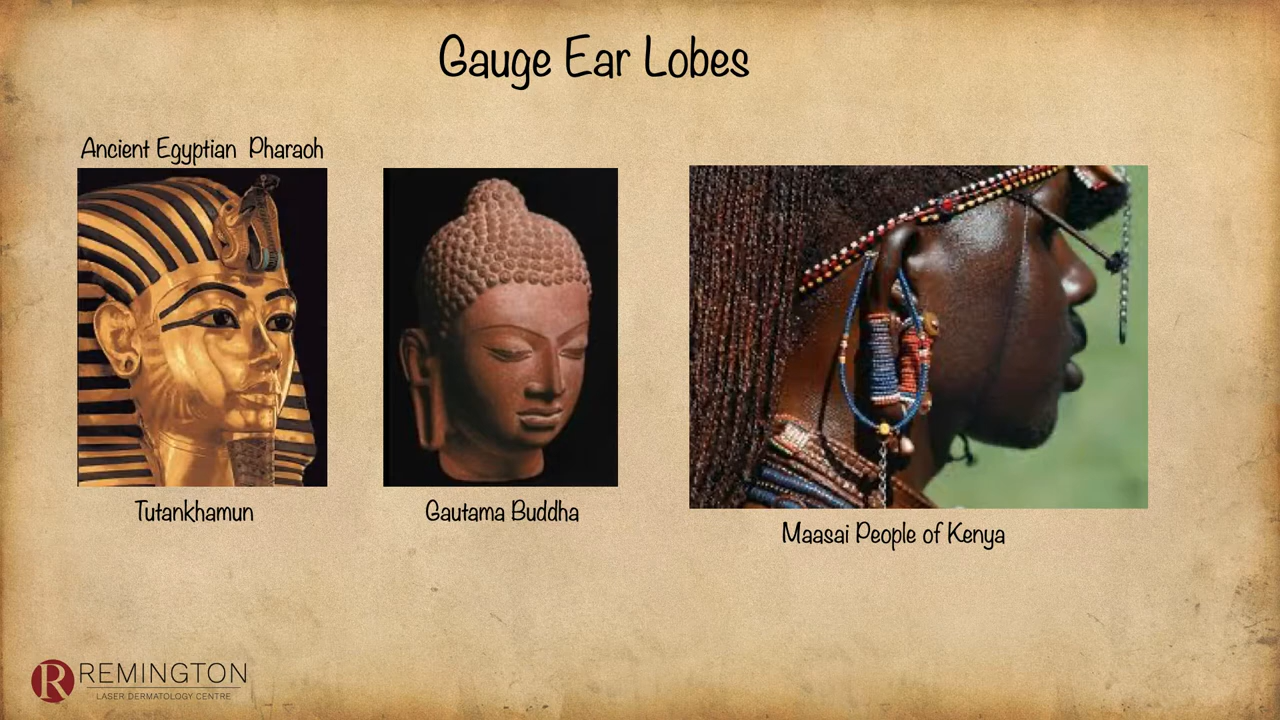 Gauge Ear Lobes
Ancient Egyptian Pharaoh
Tutankhamun
Gautama Buddha
Maasai People of Kenya
R REMINGTON
LASER DERMATOLOGY CENTRE